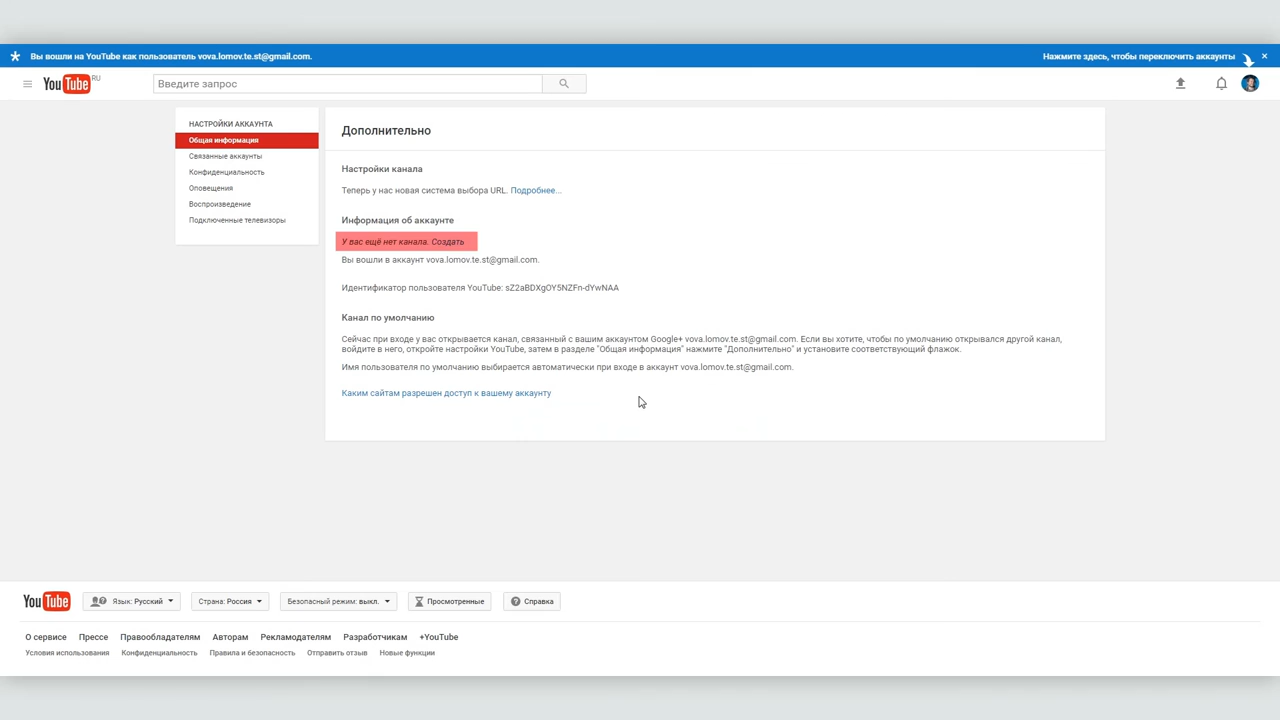 Вы вошли на YouTube как пользователь vova.lomov.te.st@gmail.com.
Нажмите здесь, чтобы переключить аккаунты
YouTube RU
Введите запрос
НАСТРОЙКИ АККАУНТА
Общая информация
Связанные аккаунты
Конфиденциальность
Оповещения
Воспроизведение
Подключенные телевизоры
Дополнительно
Настройки канала
Теперь у нас новая система выбора URL. Подробнее...
Информация об аккаунте
У вас ещё нет канала. Создать
Вы вошли в аккаунт vova.lomov.te.st@gmail.com.
Идентификатор пользователя YouTube: sZ2aBDXgOY5NZFn-dYwNAA
Канал по умолчанию
Сейчас при входе у вас открывается канал, связанный с вашим аккаунтом Google+ vova.lomov.te.st@gmail.com. Если вы хотите, чтобы по умолчанию открывался другой канал,
войдите в него, откройте настройки YouTube, затем в разделе "Общая информация" нажмите "Дополнительно" и установите соответствующий флажок.
Имя пользователя по умолчанию выбирается автоматически при входе в аккаунт vova.lomov.te.st@gmail.com.
Каким сайтам разрешен доступ к вашему аккаунту
YouTube
Язык: Русский
Страна: Россия
Безопасный режим: выкл.
Просмотренные
Справка
О сервисе Прессе Правообладателям Авторам Рекламодателям Разработчикам +YouTube
Условия использования Конфиденциальность Правила и безопасность Отправить отзыв Новые функции